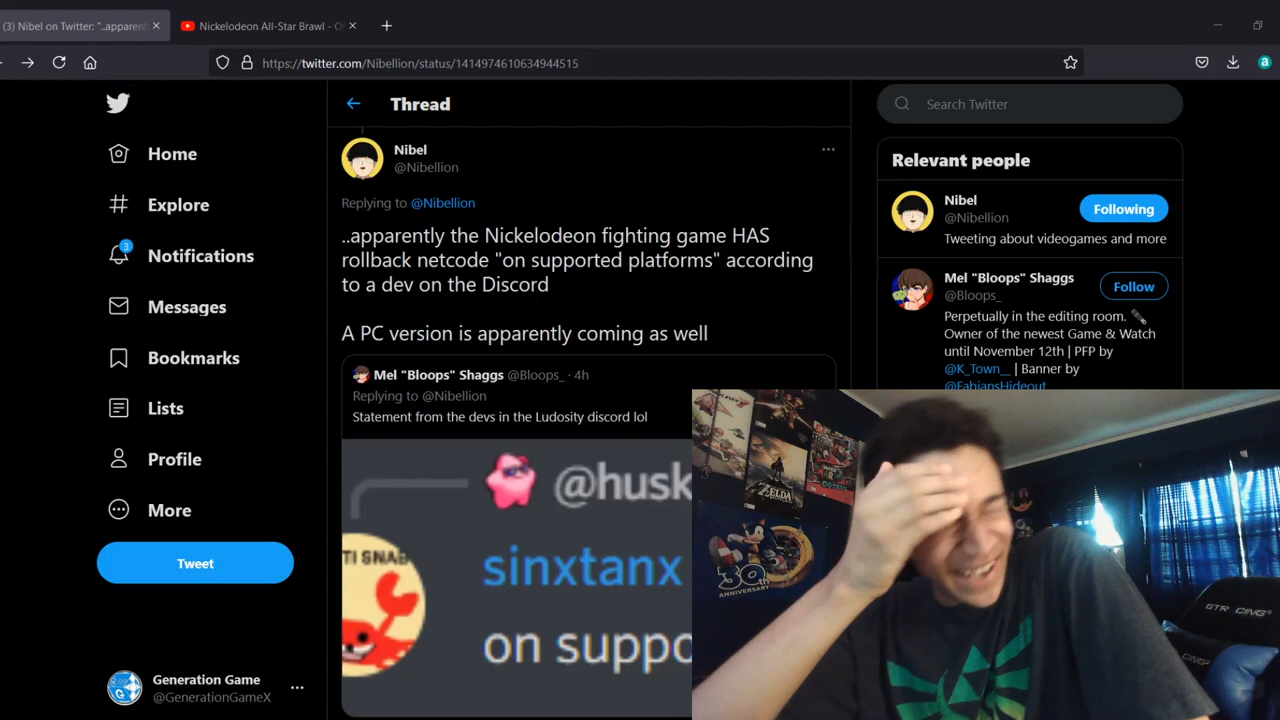 (3) Nibel on Twitter: "..apparent
Nickelodeon All-Star Brawl - O
https://twitter.com/Nibellion/status/1414974610634944515
Home
Explore
3
Notifications
Messages
Bookmarks
Lists
Profile
More
Tweet
Generation Game
@GenerationGameX
Thread
Nibel
@Nibellion
Replying to @Nibellion
..apparently the Nickelodeon fighting game HAS
rollback netcode "on supported platforms" according
to a dev on the Discord
A PC version is apparently coming as well
Mel "Bloops" Shaggs @Bloops_ · 4h
Replying to @Nibellion
Statement from the devs in the Ludosity discord lol
@husk
sinxtanx
on suppo
Search Twitter
Relevant people
Nibel
@Nibellion
Following
Tweeting about videogames and more
Mel "Bloops" Shaggs
@Bloops_
Follow
Perpetually in the editing room.
Owner of the newest Game & Watch
until November 12th | PFP by
@K_Town__ | Banner by
@FabiansHideout
ZELDA
30th
ANNIVERSARY
GTR